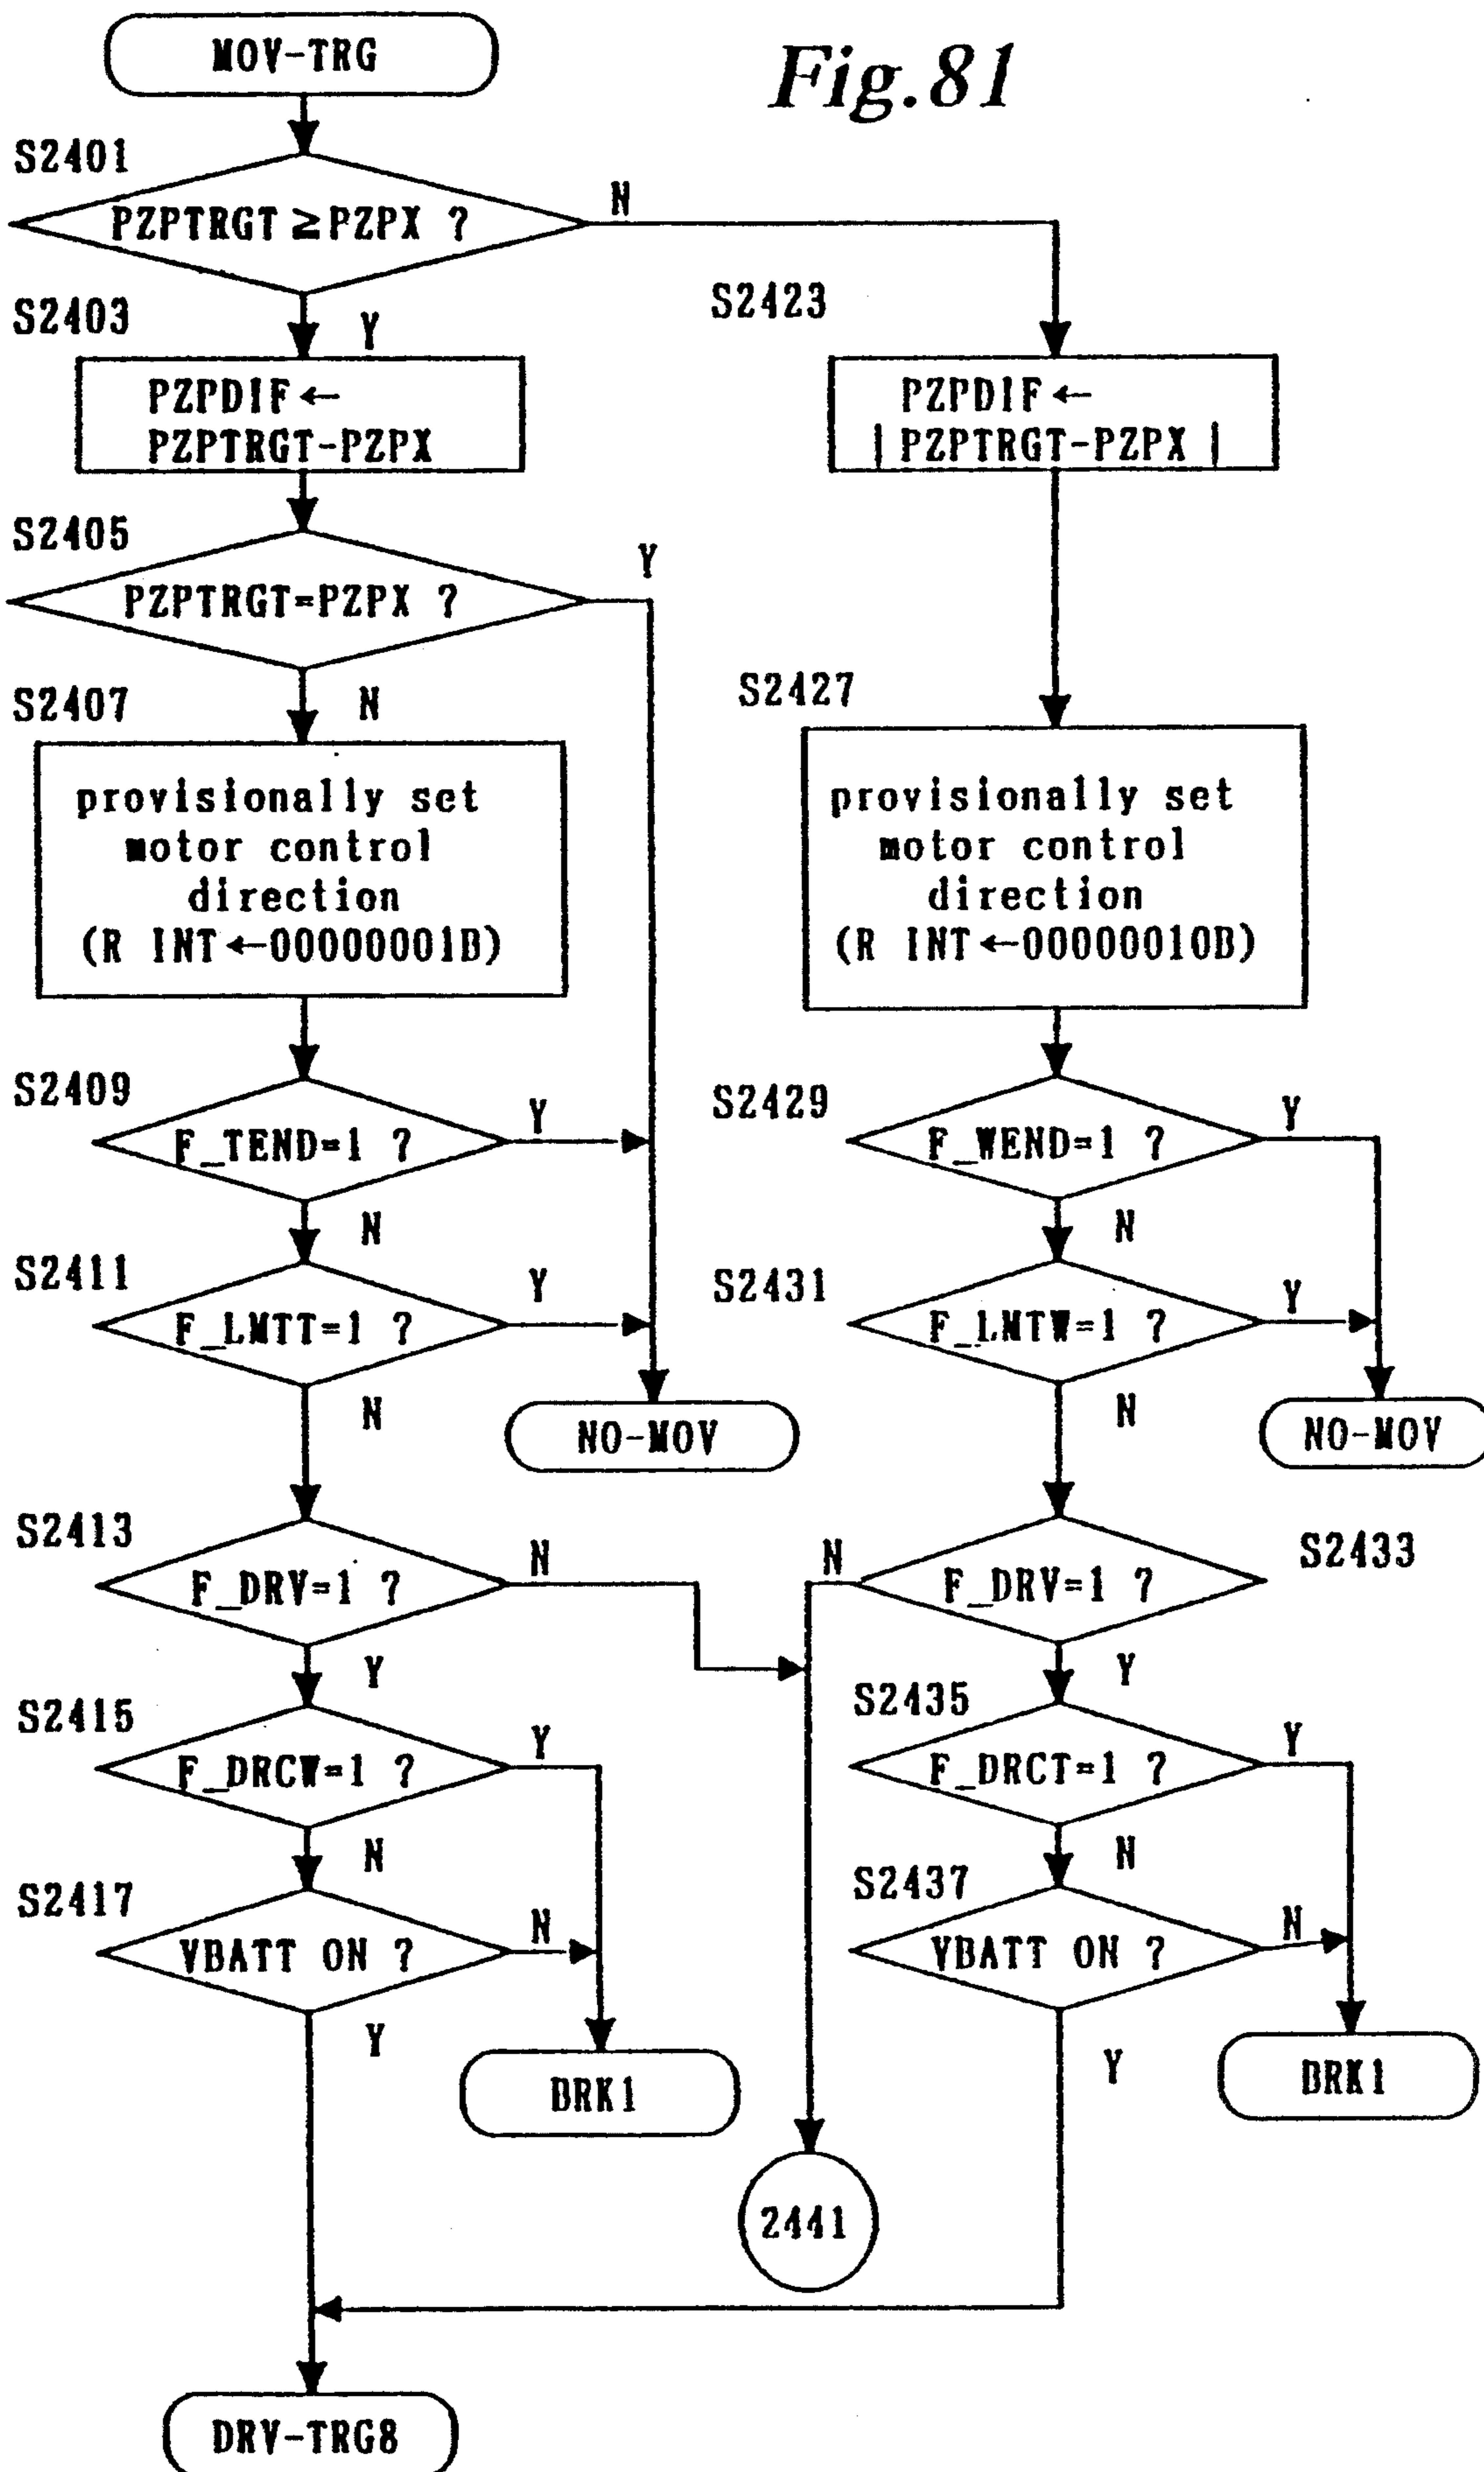 MOV-TRG
Fig.81
S2401
PZPTRGT ≥ PZPX ?
N
S2403
Y
S2423
PZPDIF ←
PZPTRGT-PZPX
PZPDIF ←
| PZPTRGT-PZPX |
S2405
Y
PZPTRGT=PZPX ?
S2407
N
S2427
provisionally set
motor control
direction
(R INT ← 00000001B)
provisionally set
motor control
direction
(R INT ← 00000010B)
S2409
F_TEND=1 ?
Y
S2429
F_WEND=1 ?
Y
N
N
S2411
F_LMTT=1 ?
Y
S2431
F_LMTW=1 ?
Y
N
N
NO-MOV
NO-MOV
S2413
F_DRV=1 ?
N
N
F_DRV=1 ?
S2433
Y
Y
S2415
F_DRCW=1 ?
Y
S2435
F_DRCT=1 ?
Y
N
N
S2417
VBATT ON ?
N
S2437
VBATT ON ?
N
Y
Y
BRK1
BRK1
2441
DRV-TRG8